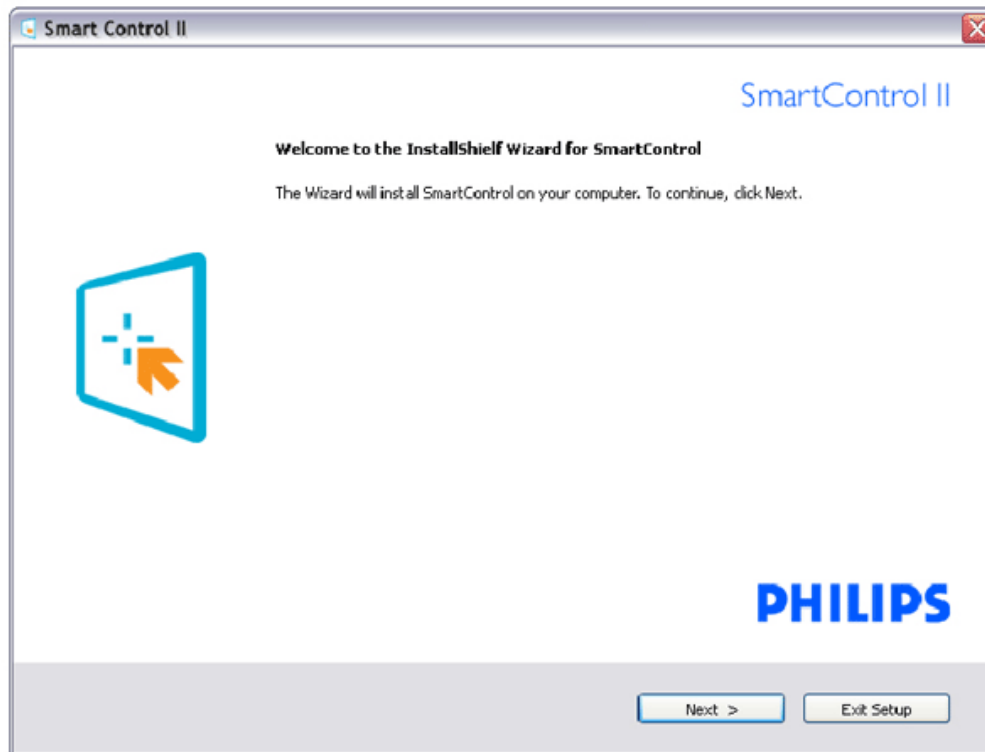 Smart Control II
SmartControl II
Welcome to the InstallShield Wizard for SmartControl
The Wizard will install SmartControl on your computer. To continue, click Next.
PHILIPS
Next >
Exit Setup